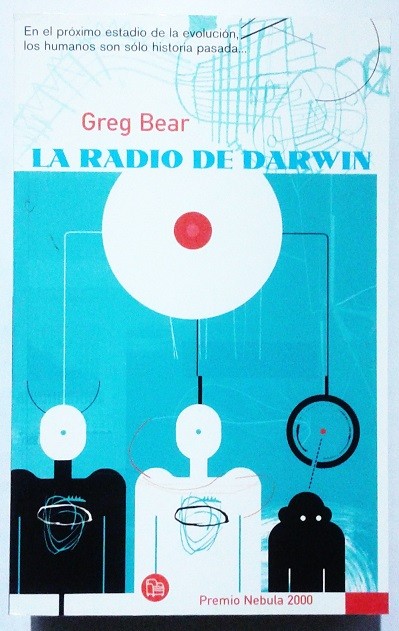 En el próximo estadio de la evolución,
los humanos son sólo historia pasada...
Greg Bear
LA RADIO DE DARWIN
Premio Nebula 2000